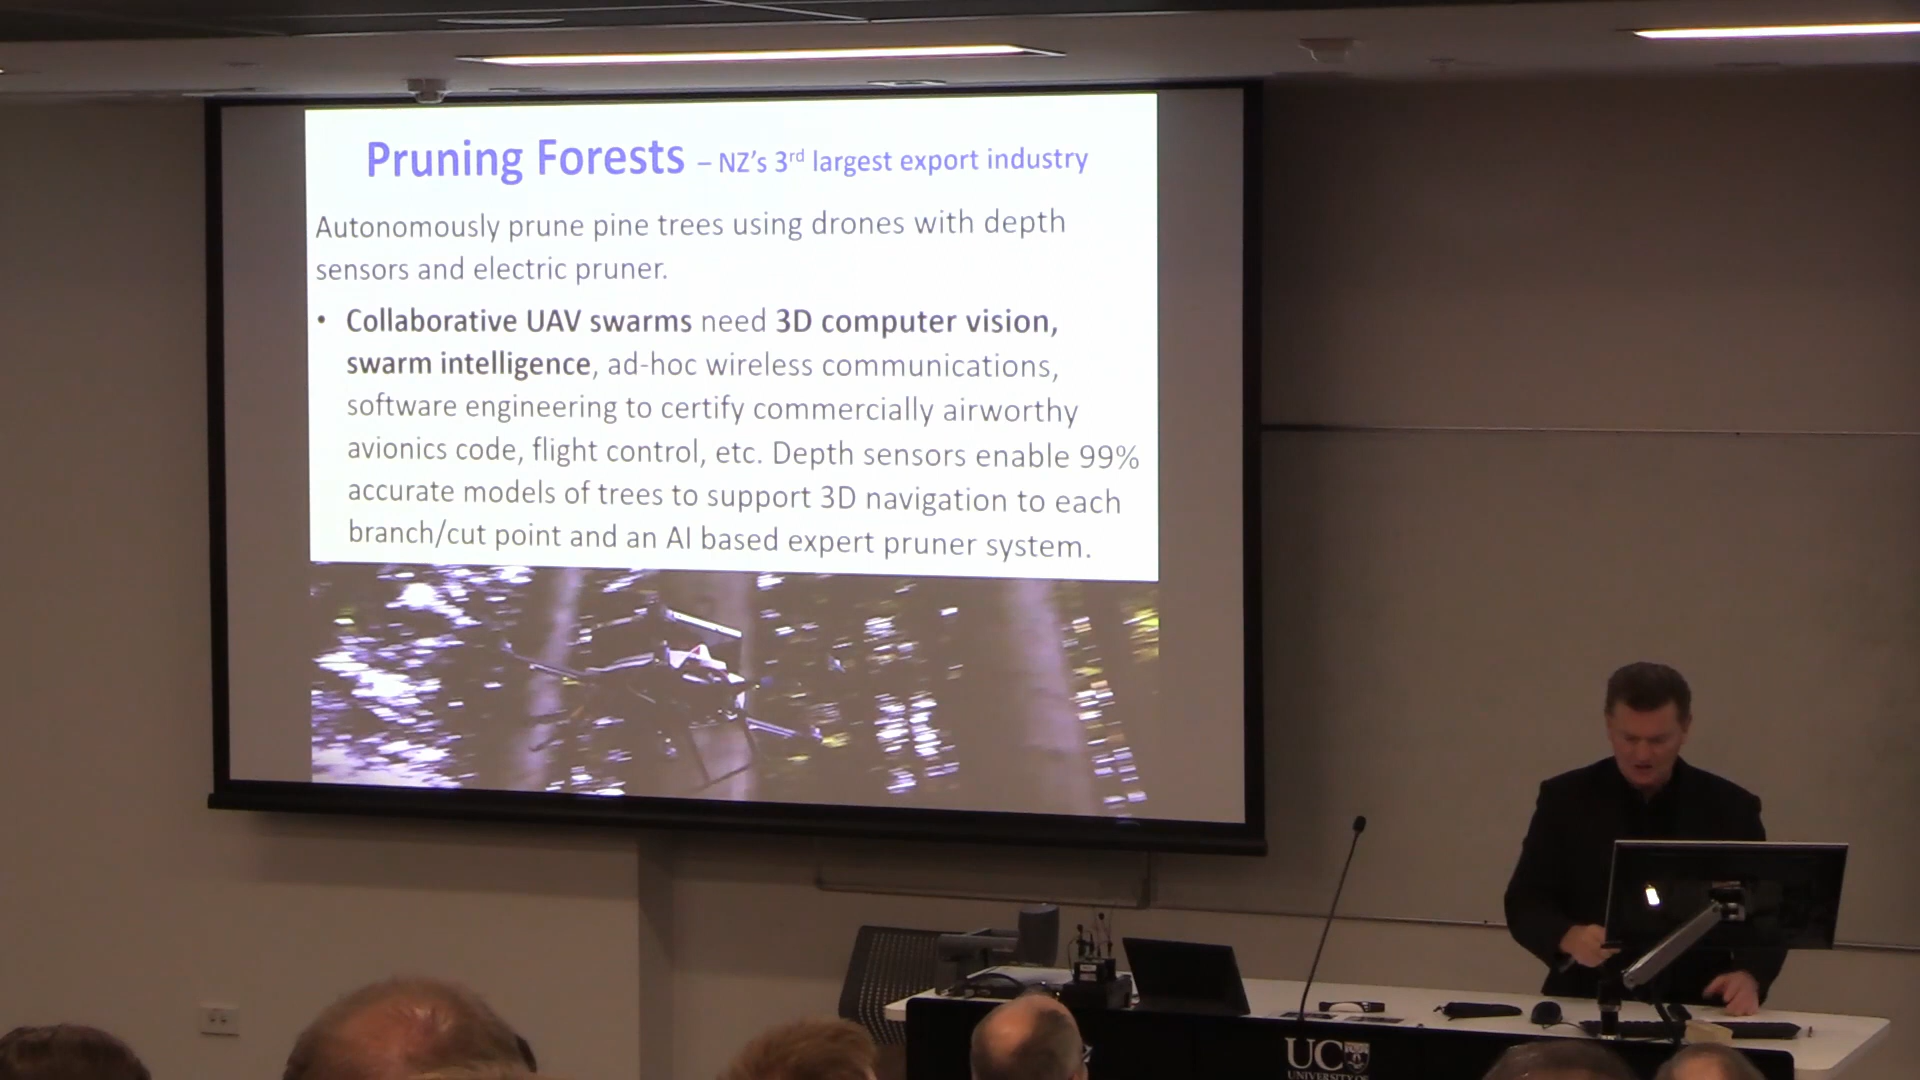 Pruning Forests – NZ's 3rd largest export industry
Autonomously prune pine trees using drones with depth
sensors and electric pruner.
• Collaborative UAV swarms need 3D computer vision,
swarm intelligence, ad-hoc wireless communications,
software engineering to certify commercially airworthy
avionics code, flight control, etc. Depth sensors enable 99%
accurate models of trees to support 3D navigation to each
branch/cut point and an AI based expert pruner system.
UC
UNIVERSITY OF